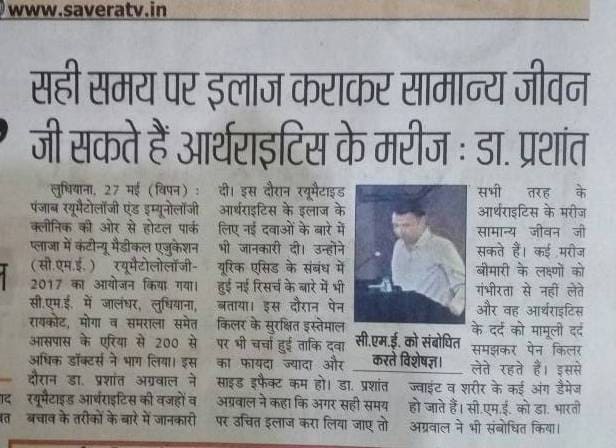 www.saveratv.in
सही समय पर इलाज कराकर सामान्य जीवन
जी सकते हैं आर्थराइटिस के मरीज : डा. प्रशांत
लुधियाना, 27 मई (विपन) :
पंजाब रयूमैटोलॉजी एंड इम्यूनोलॉजी
क्लीनिक की ओर से होटल पार्क
प्लाजा में कंटीन्यू मैडीकल एजुकेशन
(सी.एम.ई.) रयूमैटोलोलॉजी-
2017 का आयोजन किया गया।
सी.एम.ई. में जालंधर, लुधियाना,
रायकोट, मोगा व समराला समेत
आसपास के एरिया से 200 से
अधिक डॉक्टर्स ने भाग लिया। इस
दौरान डा. प्रशांत अग्रवाल ने
रयूमैटाइड आर्थराइटिस की वजहों व
बचाव के तरीकों के बारे में जानकारी
दी। इस दौरान रयूमैटाइड
आर्थराइटिस के इलाज के
लिए नई दवाओं के बारे में
भी जानकारी दी। उन्होंने
यूरिक एसिड के संबंध में
हुई नई रिसर्च के बारे में भी
बताया। इस दौरान पेन
किलर के सुरक्षित इस्तेमाल
पर भी चर्चा हुई ताकि दवा
का फायदा ज्यादा और
साइड इफैक्ट कम हो। डा. प्रशांत
अग्रवाल ने कहा कि अगर सही समय
पर उचित इलाज करा लिया जाए तो
सी.एम.ई. को संबोधित
करते विशेषज्ञ।
सभी तरह के
आर्थराइटिस के मरीज
सामान्य जीवन जी
सकते हैं। कई मरीज
बीमारी के लक्षणों को
गंभीरता से नहीं लेते
और वह आर्थराइटिस
के दर्द को मामूली दर्द
समझकर पेन किलर
लेते रहते हैं। इससे
ज्वाइंट व शरीर के कई अंग डैमेज
हो जाते हैं। सी.एम.ई. को डा. भारती
अग्रवाल ने भी संबोधित किया।